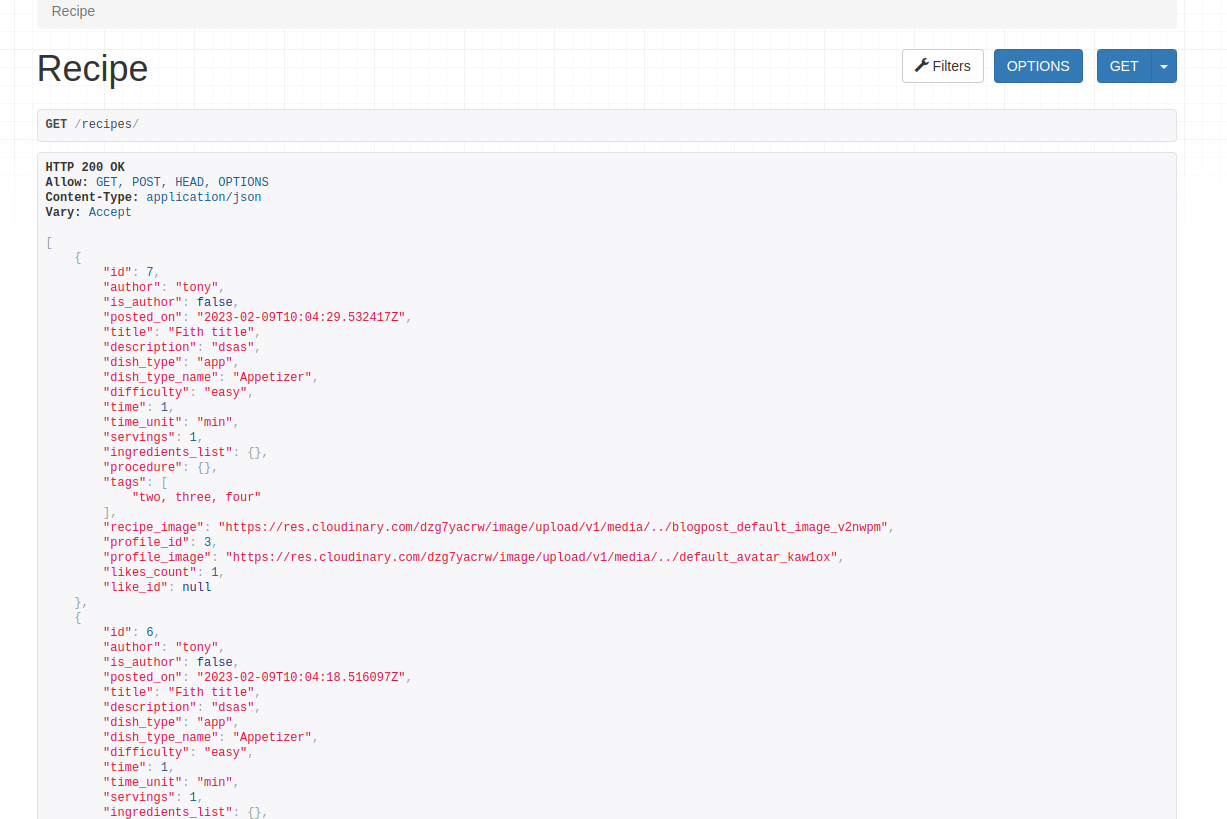 Recipe
Recipe
Filters
OPTIONS
GET
GET /recipes/
HTTP 200 OK
Allow: GET, POST, HEAD, OPTIONS
Content-Type: application/json
Vary: Accept
[
    {
        "id": 7,
        "author": "tony",
        "is_author": false,
        "posted_on": "2023-02-09T10:04:29.532417Z",
        "title": "Fith title",
        "description": "dsas",
        "dish_type": "app",
        "dish_type_name": "Appetizer",
        "difficulty": "easy",
        "time": 1,
        "time_unit": "min",
        "servings": 1,
        "ingredients_list": {},
        "procedure": {},
        "tags": [
            "two, three, four"
        ],
        "recipe_image": "https://res.cloudinary.com/dzg7yacrw/image/upload/v1/media/../blogpost_default_image_v2nwpm",
        "profile_id": 3,
        "profile_image": "https://res.cloudinary.com/dzg7yacrw/image/upload/v1/media/../default_avatar_kaw1ox",
        "likes_count": 1,
        "like_id": null
    },
    {
        "id": 6,
        "author": "tony",
        "is_author": false,
        "posted_on": "2023-02-09T10:04:18.516097Z",
        "title": "Fith title",
        "description": "dsas",
        "dish_type": "app",
        "dish_type_name": "Appetizer",
        "difficulty": "easy",
        "time": 1,
        "time_unit": "min",
        "servings": 1,
        "ingredients_list": {},